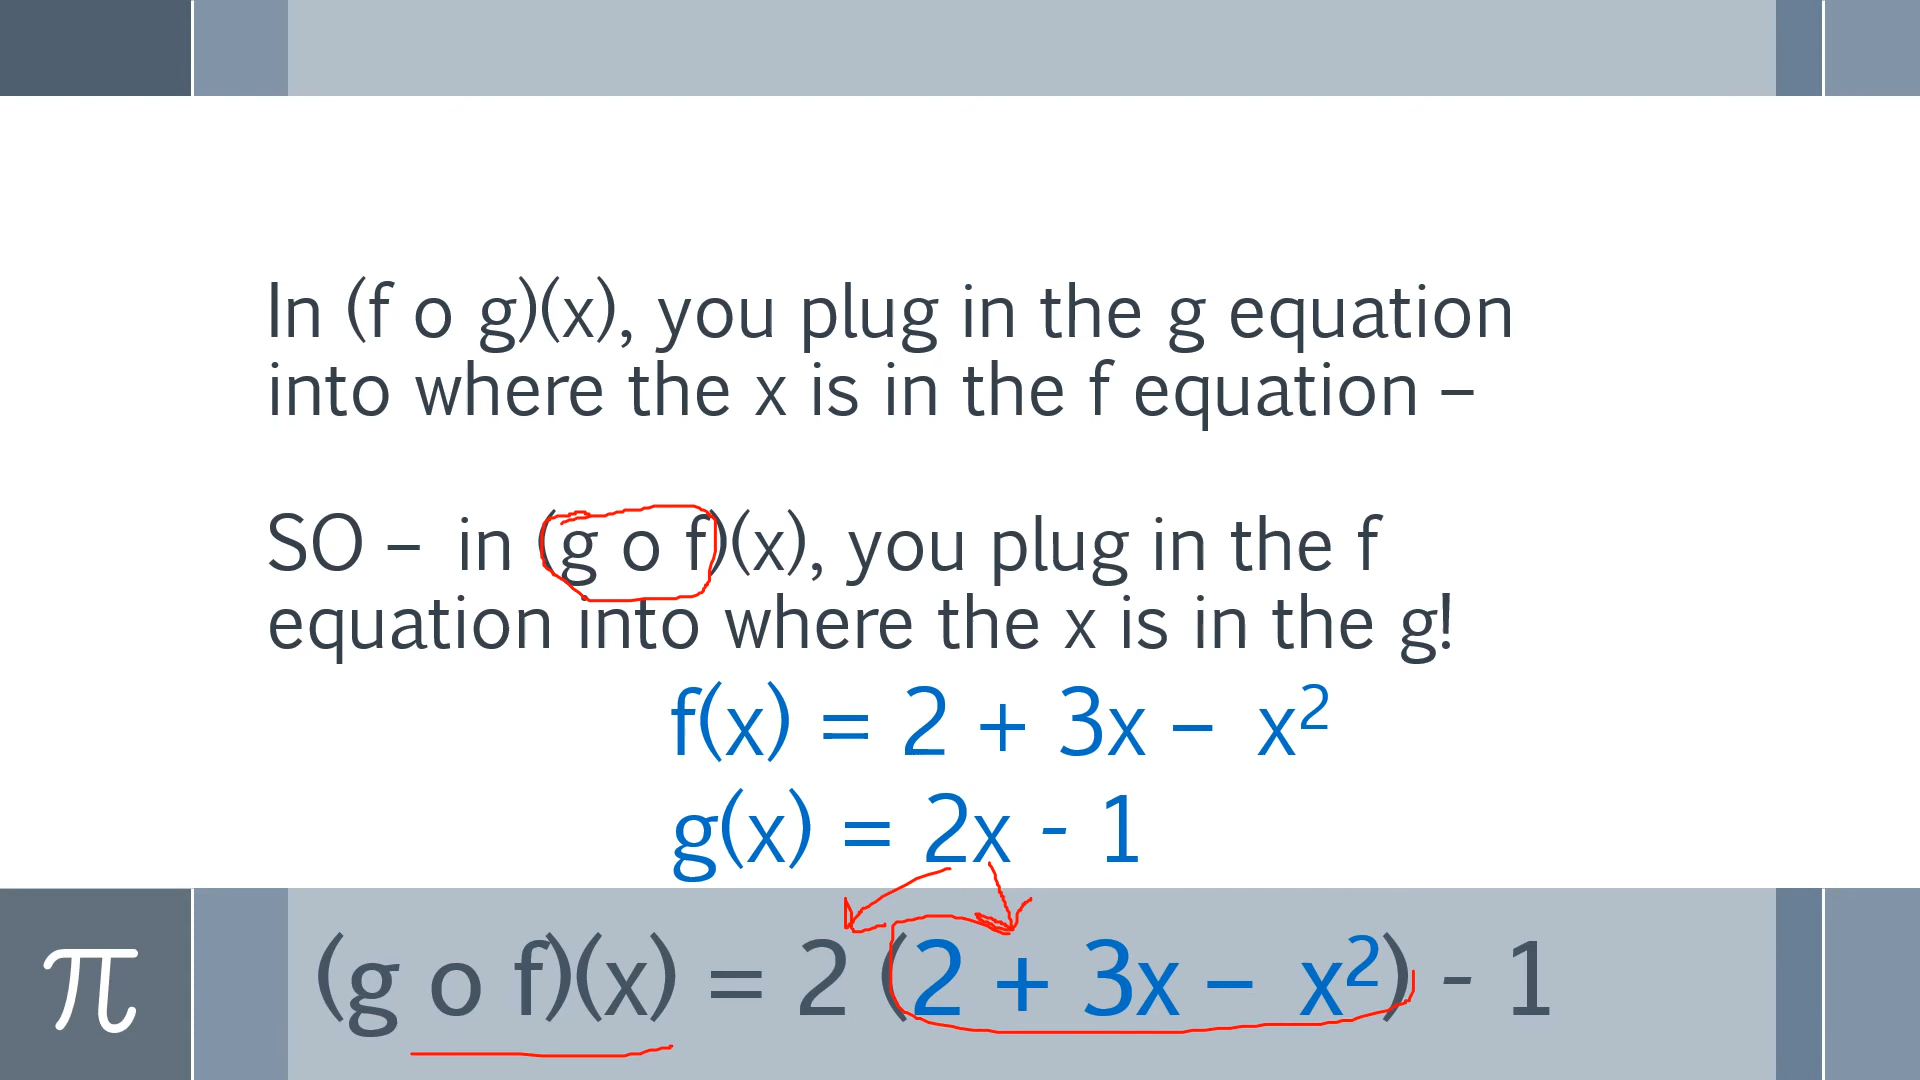 In (f o g)(x), you plug in the g equation
into where the x is in the f equation –
SO – in (g o f)(x), you plug in the f
equation into where the x is in the g!
f(x) = 2 + 3x – x²
g(x) = 2x - 1
π (g o f)(x) = 2 (2 + 3x – x²) - 1